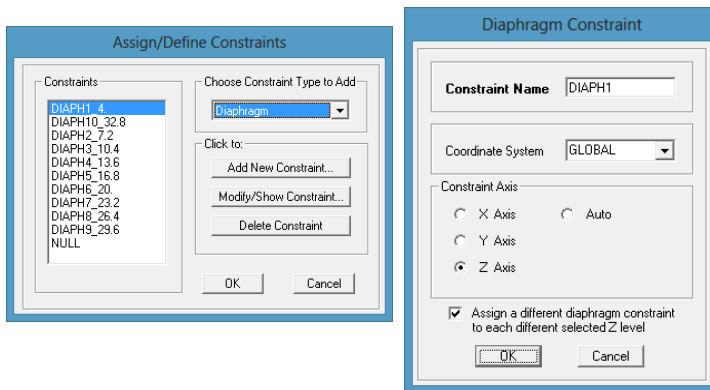 Assign/Define Constraints
Constraints
DIAPH1_4.
DIAPH10_32.8
DIAPH2_7.2
DIAPH3_10.4
DIAPH4_13.6
DIAPH5_16.8
DIAPH6_20.
DIAPH7_23.2
DIAPH8_26.4
DIAPH9_29.6
NULL
Choose Constraint Type to Add
Diaphragm
Click to:
Add New Constraint...
Modify/Show Constraint...
Delete Constraint
OK
Cancel
Diaphragm Constraint
Constraint Name
DIAPH1
Coordinate System
GLOBAL
Constraint Axis
X Axis
Auto
Y Axis
Z Axis
Assign a different diaphragm constraint
to each different selected Z level
OK
Cancel